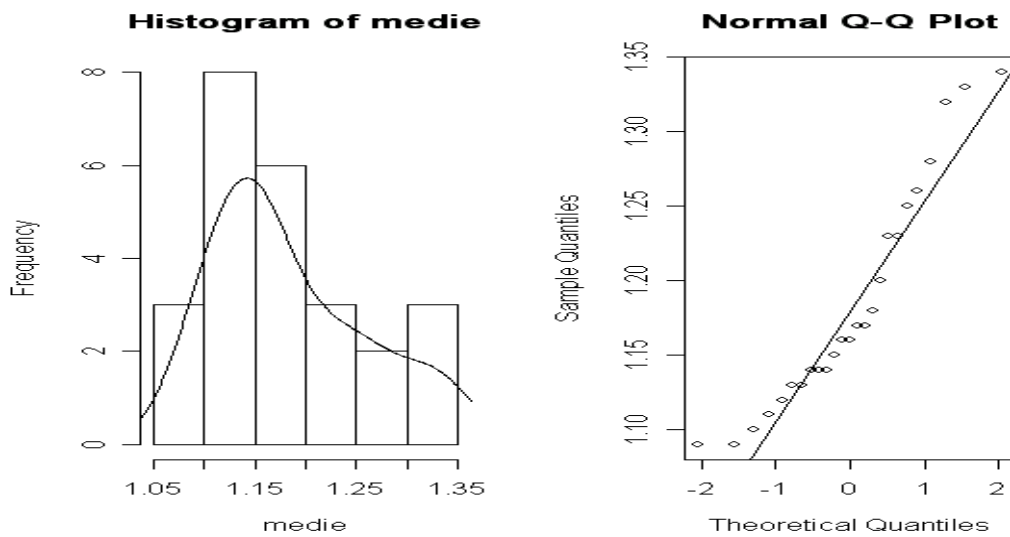 Histogram of medie
Frequency
0 2 4 6 8
1.05 1.15 1.25 1.35
medie
Normal Q-Q Plot
Sample Quantiles
1.10 1.15 1.20 1.25 1.30 1.35
-2 -1 0 1 2
Theoretical Quantiles